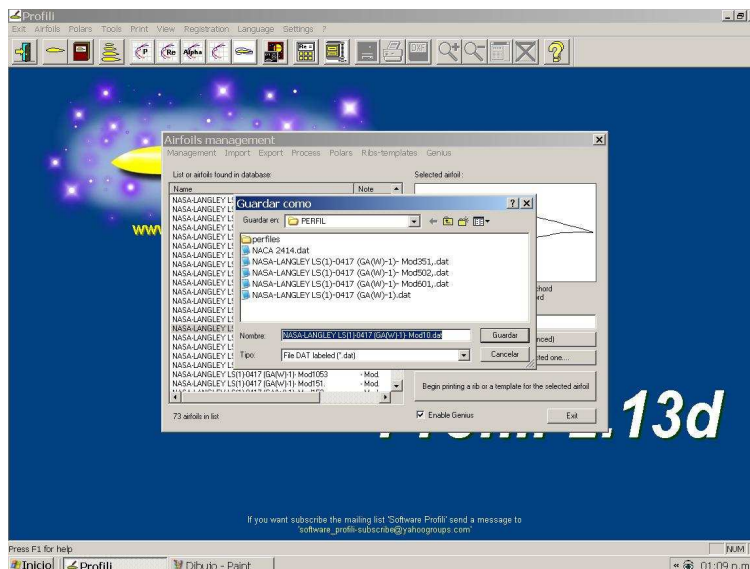 Profili
Exit Airfoils Polars Tools Print View Registration Language Settings ?
P Re Alpha
Re =
DXF
Airfoils management
Management Import Export Process Polars Ribs-templates Genius
List or airfoils found in database:
Selected airfoil :
Name Note
Guardar como
Guardar en: PERFIL
perfiles
NACA 2414.dat
NASA-LANGLEY LS(1)-0417 (GA(W)-1)- Mod351,.dat
NASA-LANGLEY LS(1)-0417 (GA(W)-1)- Mod502,.dat
NASA-LANGLEY LS(1)-0417 (GA(W)-1)- Mod601,.dat
NASA-LANGLEY LS(1)-0417 (GA(W)-1).dat
Nombre: NASA-LANGLEY LS(1)-0417 (GA(W)-1)- Mod10.dat Guardar
Tipo: File DAT labeled (*.dat) Cancelar
NASA-LANGLEY LS(1)-0417 (GA(W)-1)- Mod1053 - Mod.
NASA-LANGLEY LS(1)-0417 (GA(W)-1)- Mod151. - Mod.
Begin printing a rib or a template for the selected airfoil
73 airfoils in list
Enable Genius
Exit
13d
If you want subscribe the mailing list 'Software Profili' send a message to
'software_profili-subscribe@yahoogroups.com'
Press F1 for help
NUM
Inicio Profili Dibujo - Paint 01:09 p.m.